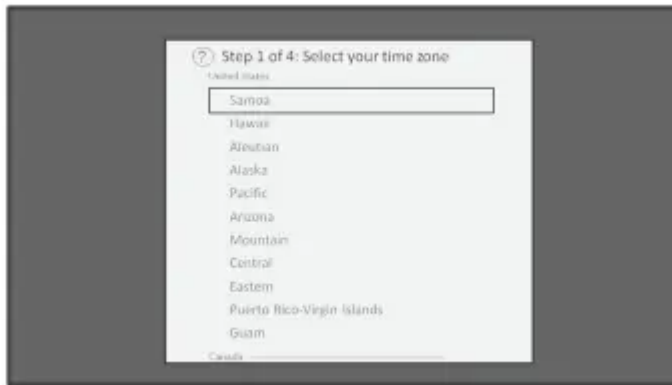 ? Step 1 of 4: Select your time zone
United States
Samoa
Hawaii
Aleutian
Alaska
Pacific
Arizona
Mountain
Central
Eastern
Puerto Rico-Virgin Islands
Guam
Canada